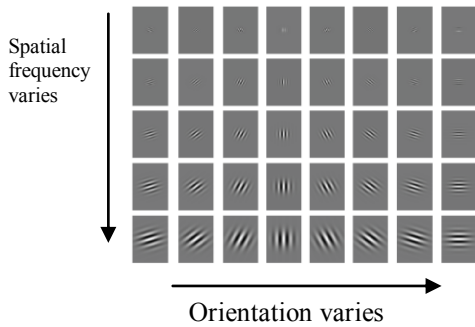 Spatial
frequency
varies
Orientation varies